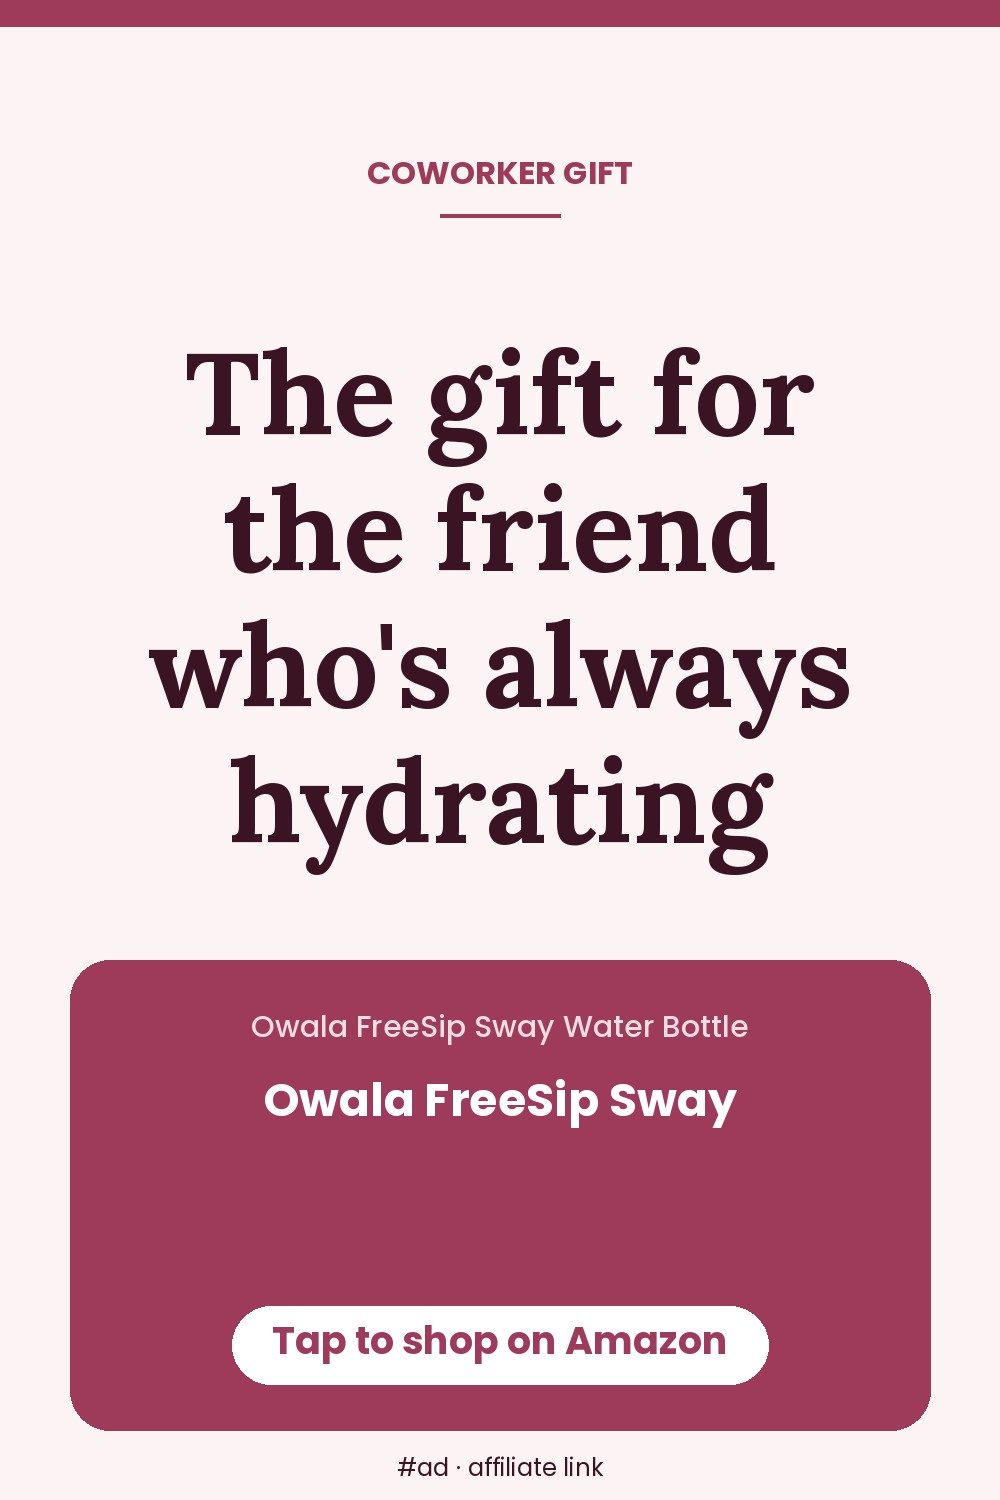 COWORKER GIFT
The gift for
the friend
who's always
hydrating
Owala FreeSip Sway Water Bottle
Owala FreeSip Sway
Tap to shop on Amazon
#ad · affiliate link